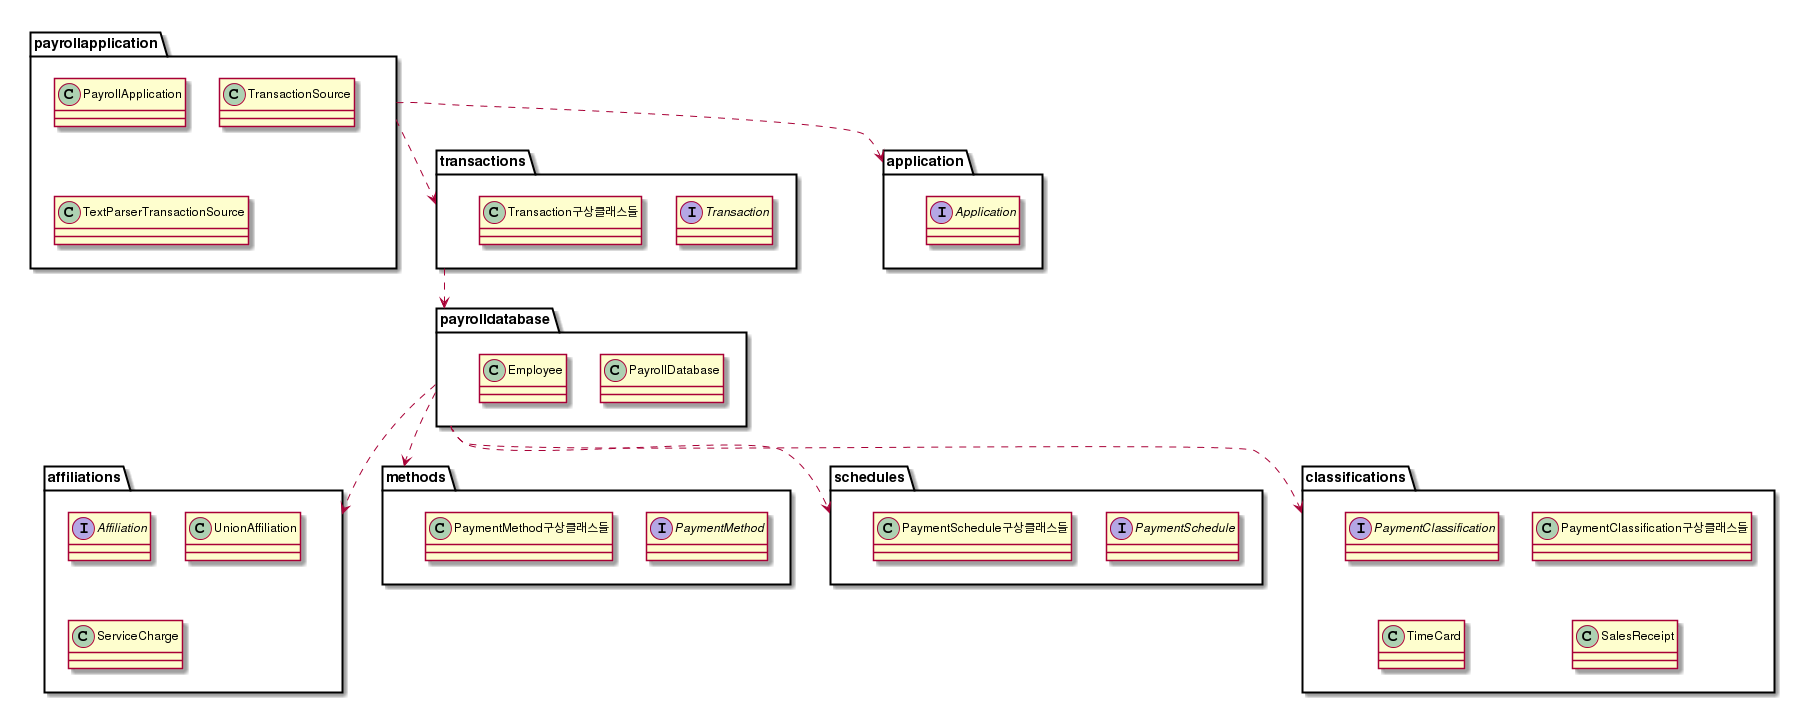 payrollapplication
C PayrollApplication
C TransactionSource
C TextParserTransactionSource
transactions
C Transaction구상클래스들
I Transaction
application
I Application
payrolldatabase
C Employee
C PayrollDatabase
affiliations
I Affiliation
C UnionAffiliation
C ServiceCharge
methods
C PaymentMethod구상클래스들
I PaymentMethod
schedules
C PaymentSchedule구상클래스들
I PaymentSchedule
classifications
I PaymentClassification
C PaymentClassification구상클래스들
C TimeCard
C SalesReceipt